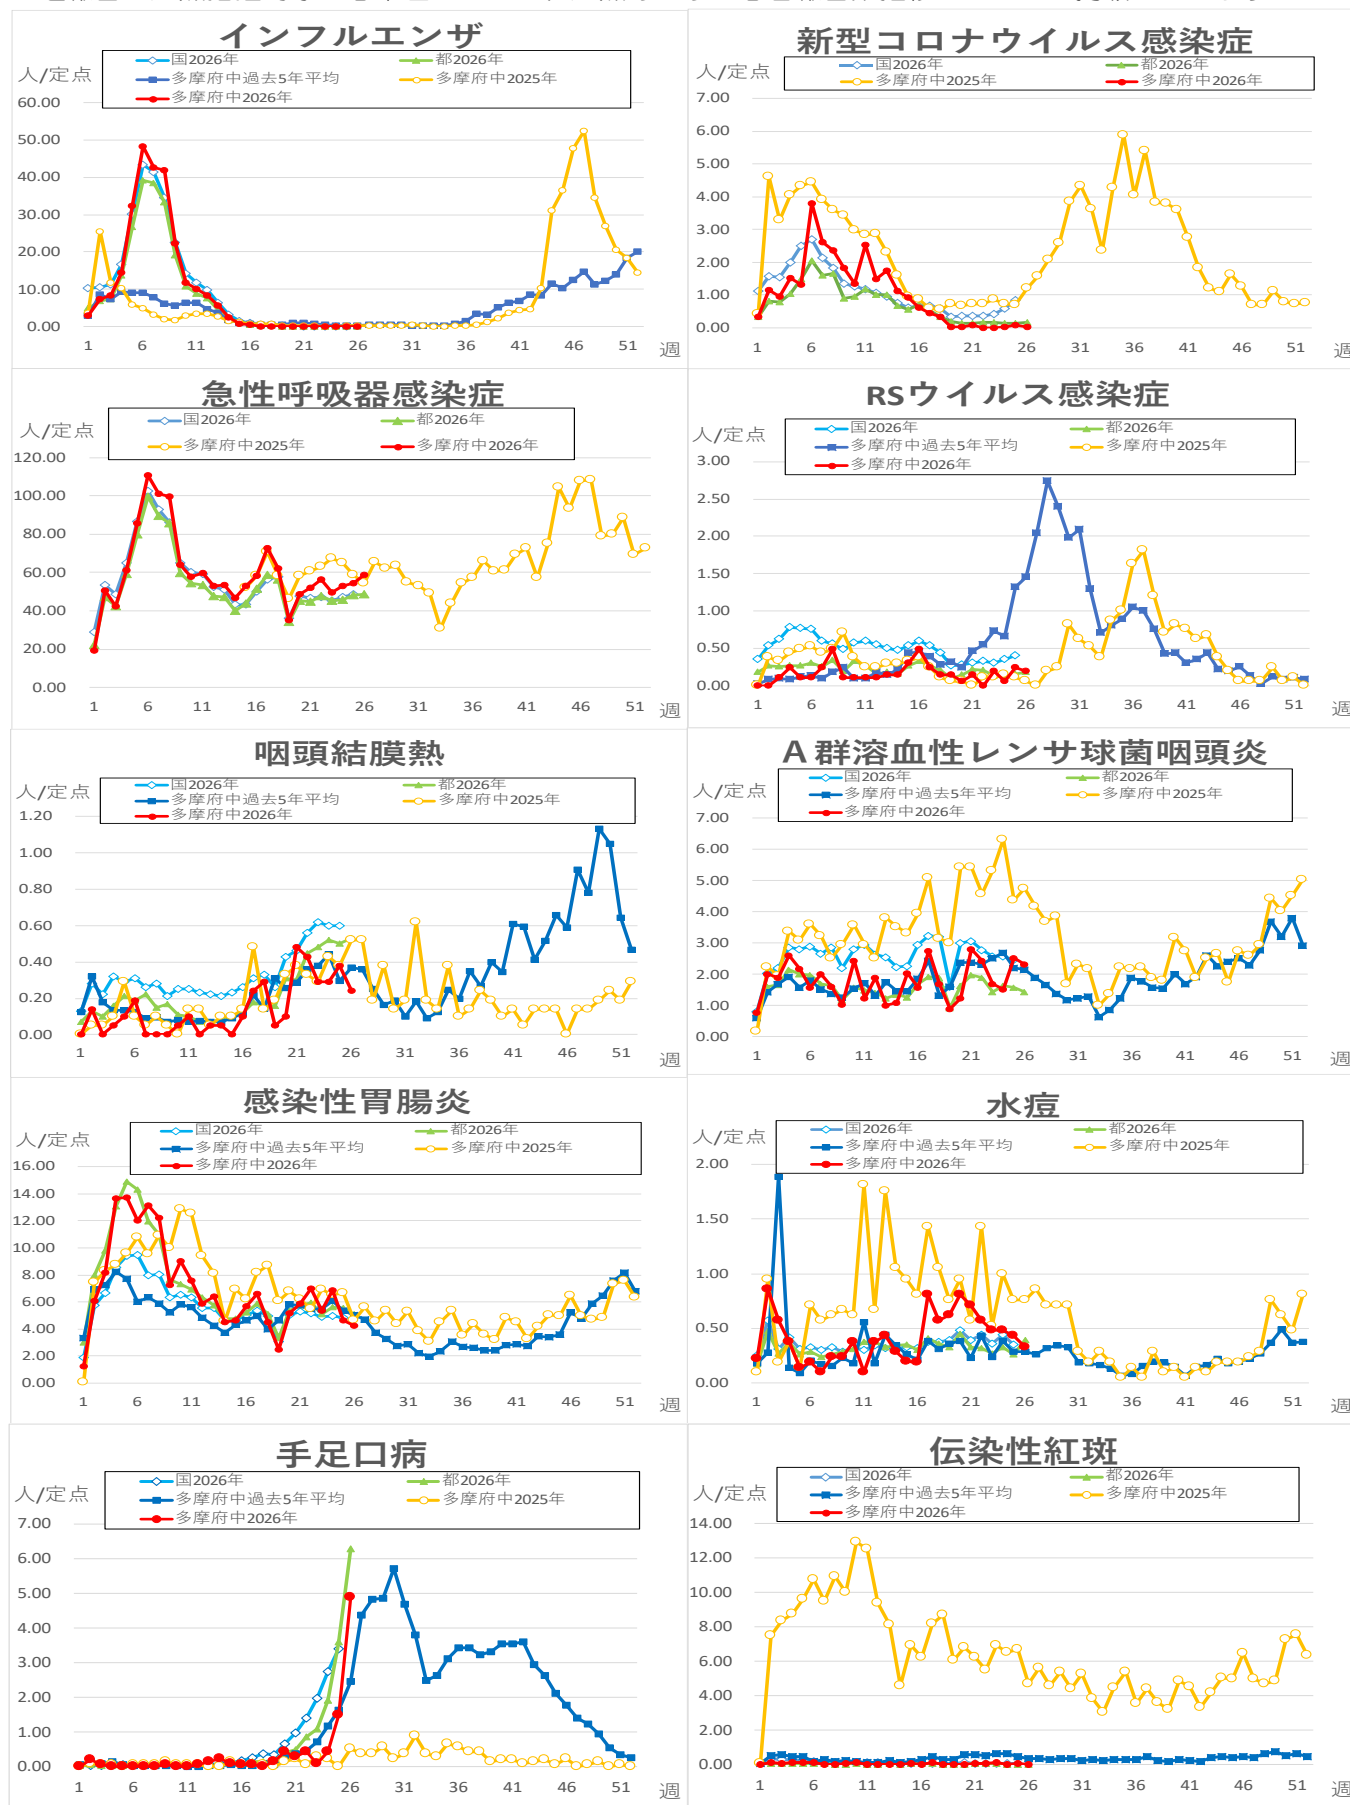 インフルエンザ
人/定点
国2026年
都2026年
多摩府中過去5年平均
多摩府中2025年
多摩府中2026年
60.00
50.00
40.00
30.00
20.00
10.00
0.00
1 6 11 16 21 26 31 36 41 46 51 週
新型コロナウイルス感染症
人/定点
国2026年
都2026年
多摩府中2025年
多摩府中2026年
7.00
6.00
5.00
4.00
3.00
2.00
1.00
0.00
1 6 11 16 21 26 31 36 41 46 51 週
急性呼吸器感染症
人/定点
国2026年
都2026年
多摩府中2025年
多摩府中2026年
120.00
100.00
80.00
60.00
40.00
20.00
0.00
1 6 11 16 21 26 31 36 41 46 51 週
RSウイルス感染症
人/定点
国2026年
都2026年
多摩府中過去5年平均
多摩府中2025年
多摩府中2026年
3.00
2.50
2.00
1.50
1.00
0.50
0.00
1 6 11 16 21 26 31 36 41 46 51 週
咽頭結膜熱
人/定点
国2026年
都2026年
多摩府中過去5年平均
多摩府中2025年
多摩府中2026年
1.20
1.00
0.80
0.60
0.40
0.20
0.00
1 6 11 16 21 26 31 36 41 46 51 週
A群溶血性レンサ球菌咽頭炎
人/定点
国2026年
都2026年
多摩府中過去5年平均
多摩府中2025年
多摩府中2026年
7.00
6.00
5.00
4.00
3.00
2.00
1.00
0.00
1 6 11 16 21 26 31 36 41 46 51 週
感染性胃腸炎
人/定点
国2026年
都2026年
多摩府中過去5年平均
多摩府中2025年
多摩府中2026年
16.00
14.00
12.00
10.00
8.00
6.00
4.00
2.00
0.00
1 6 11 16 21 26 31 36 41 46 51 週
水痘
人/定点
国2026年
都2026年
多摩府中過去5年平均
多摩府中2025年
多摩府中2026年
2.00
1.50
1.00
0.50
0.00
1 6 11 16 21 26 31 36 41 46 51 週
手足口病
人/定点
国2026年
都2026年
多摩府中過去5年平均
多摩府中2025年
多摩府中2026年
7.00
6.00
5.00
4.00
3.00
2.00
1.00
0.00
1 6 11 16 21 26 31 36 41 46 51 週
伝染性紅斑
人/定点
国2026年
都2026年
多摩府中過去5年平均
多摩府中2025年
多摩府中2026年
14.00
12.00
10.00
8.00
6.00
4.00
2.00
0.00
1 6 11 16 21 26 31 36 41 46 51 週